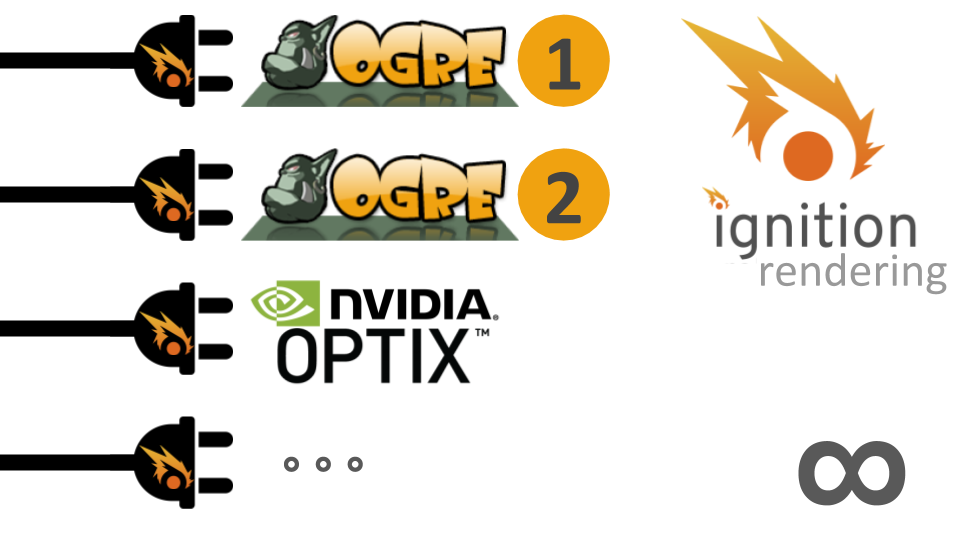 OGRE 1
OGRE 2
NVIDIA.
OPTIX™
ignition
rendering
∞